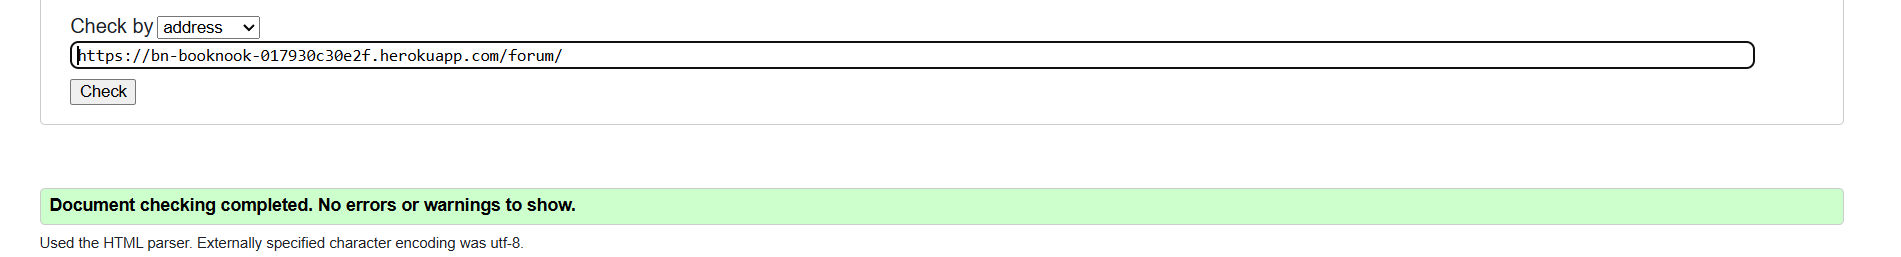 Check by address
https://bn-booknook-017930c30e2f.herokuapp.com/forum/
Check
Document checking completed. No errors or warnings to show.
Used the HTML parser. Externally specified character encoding was utf-8.